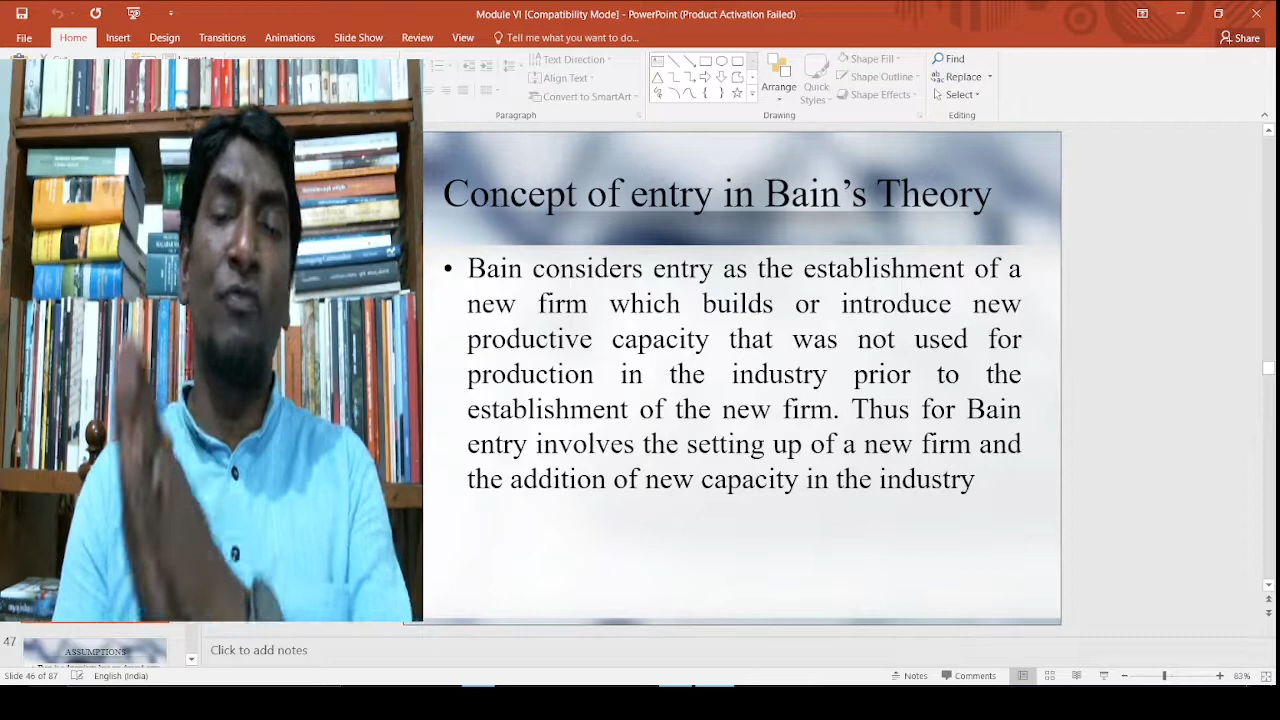 Module VI [Compatibility Mode] - PowerPoint (Product Activation Failed)
File Home Insert Design Transitions Animations Slide Show Review View Tell me what you want to do... Share
Text Direction
Align Text
Convert to SmartArt
Paragraph
Arrange
Quick
Styles
Shape Fill
Shape Outline
Shape Effects
Drawing
Find
Replace
Select
Editing
Concept of entry in Bain’s Theory
• Bain considers entry as the establishment of a
new firm which builds or introduce new
productive capacity that was not used for
production in the industry prior to the
establishment of the new firm. Thus for Bain
entry involves the setting up of a new firm and
the addition of new capacity in the industry
47
ASSUMPTIONS
Click to add notes
Slide 46 of 87 English (India) Notes Comments 83%